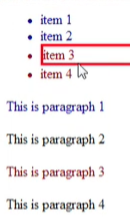 item 1
item 2
item 3
item 4
This is paragraph 1
This is paragraph 2
This is paragraph 3
This is paragraph 4